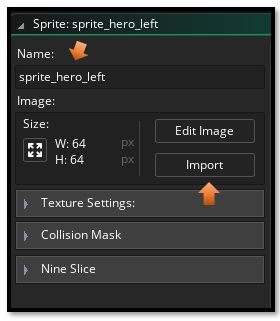 Sprite: sprite_hero_left
Name:
sprite_hero_left
Image:
Size:
W: 64 px
H: 64 px
Edit Image
Import
Texture Settings:
Collision Mask
Nine Slice